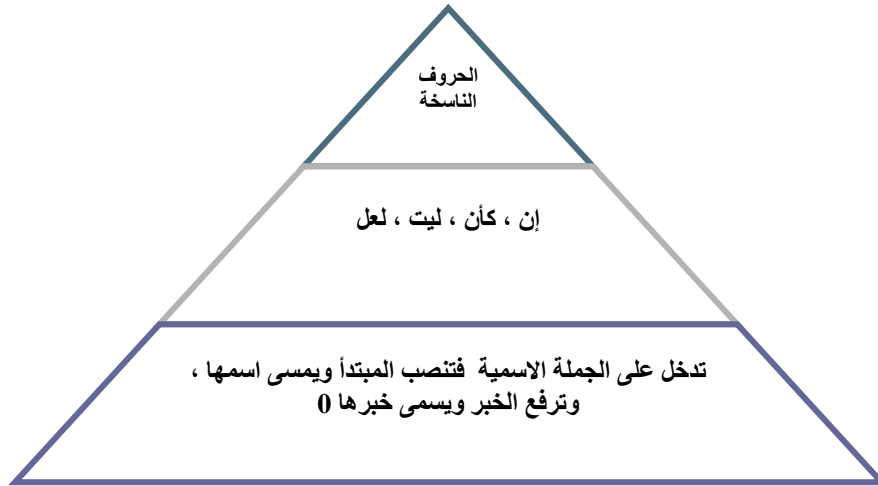 الحروف
الناسخة
إن ، كأن ، ليت ، لعل
تدخل على الجملة الاسمية فتنصب المبتدأ ويمسى اسمها ،
وترفع الخبر ويسمى خبرها 0